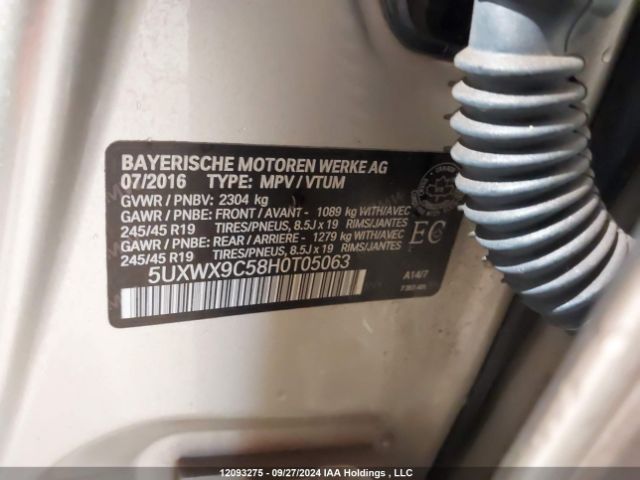 BAYERISCHE MOTOREN WERKE AG
07/2016 TYPE: MPV / VTUM
GVWR / PNBV: 2304 kg
GAWR / PNBE: FRONT / AVANT - 1089 kg WITH/AVEC
245/45 R19 TIRES/PNEUS, 8.5J x 19 RIMS/JANTES
GAWR / PNBE: REAR / ARRIERE - 1279 kg WITH/AVEC
245/45 R19 TIRES/PNEUS, 8.5J x 19 RIMS/JANTES
EC
5UXWX9C58H0T05063
A14/7
12093275 - 09/27/2024 IAA Holdings , LLC